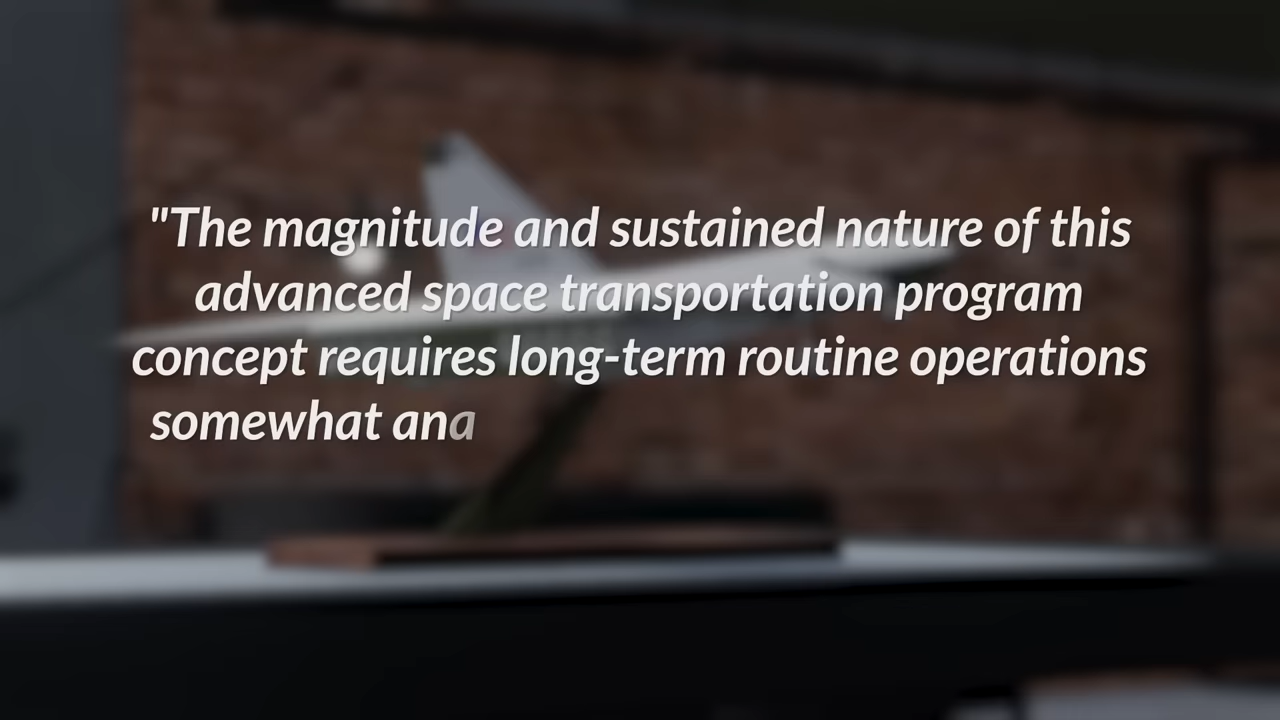 "The magnitude and sustained nature of this
advanced space transportation program
concept requires long-term routine operations
somewhat ana